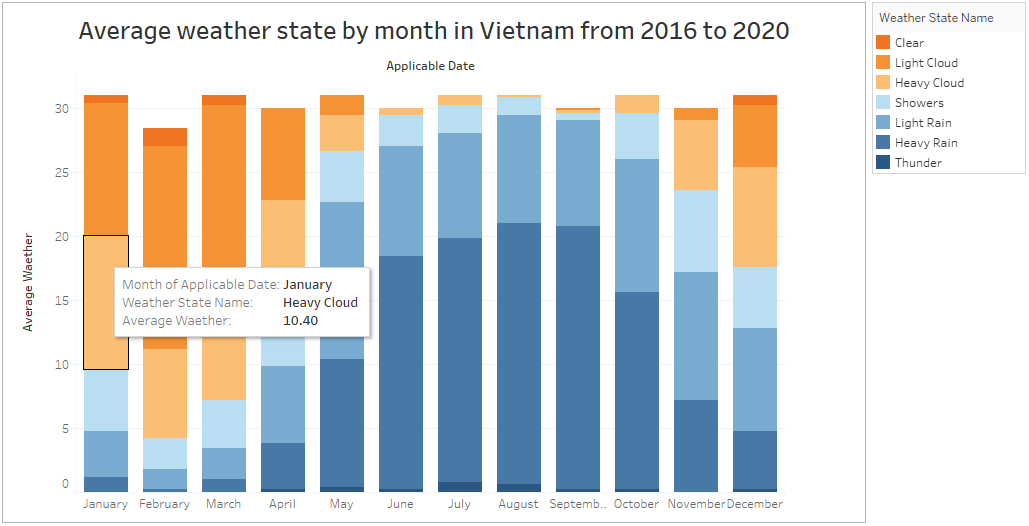 Average weather state by month in Vietnam from 2016 to 2020
Applicable Date
Average Waether
30
25
20
15
10
5
0
January February March April May June July August Septemb.. October November December
Month of Applicable Date: January
Weather State Name: Heavy Cloud
Average Waether: 10.40
Weather State Name
Clear
Light Cloud
Heavy Cloud
Showers
Light Rain
Heavy Rain
Thunder